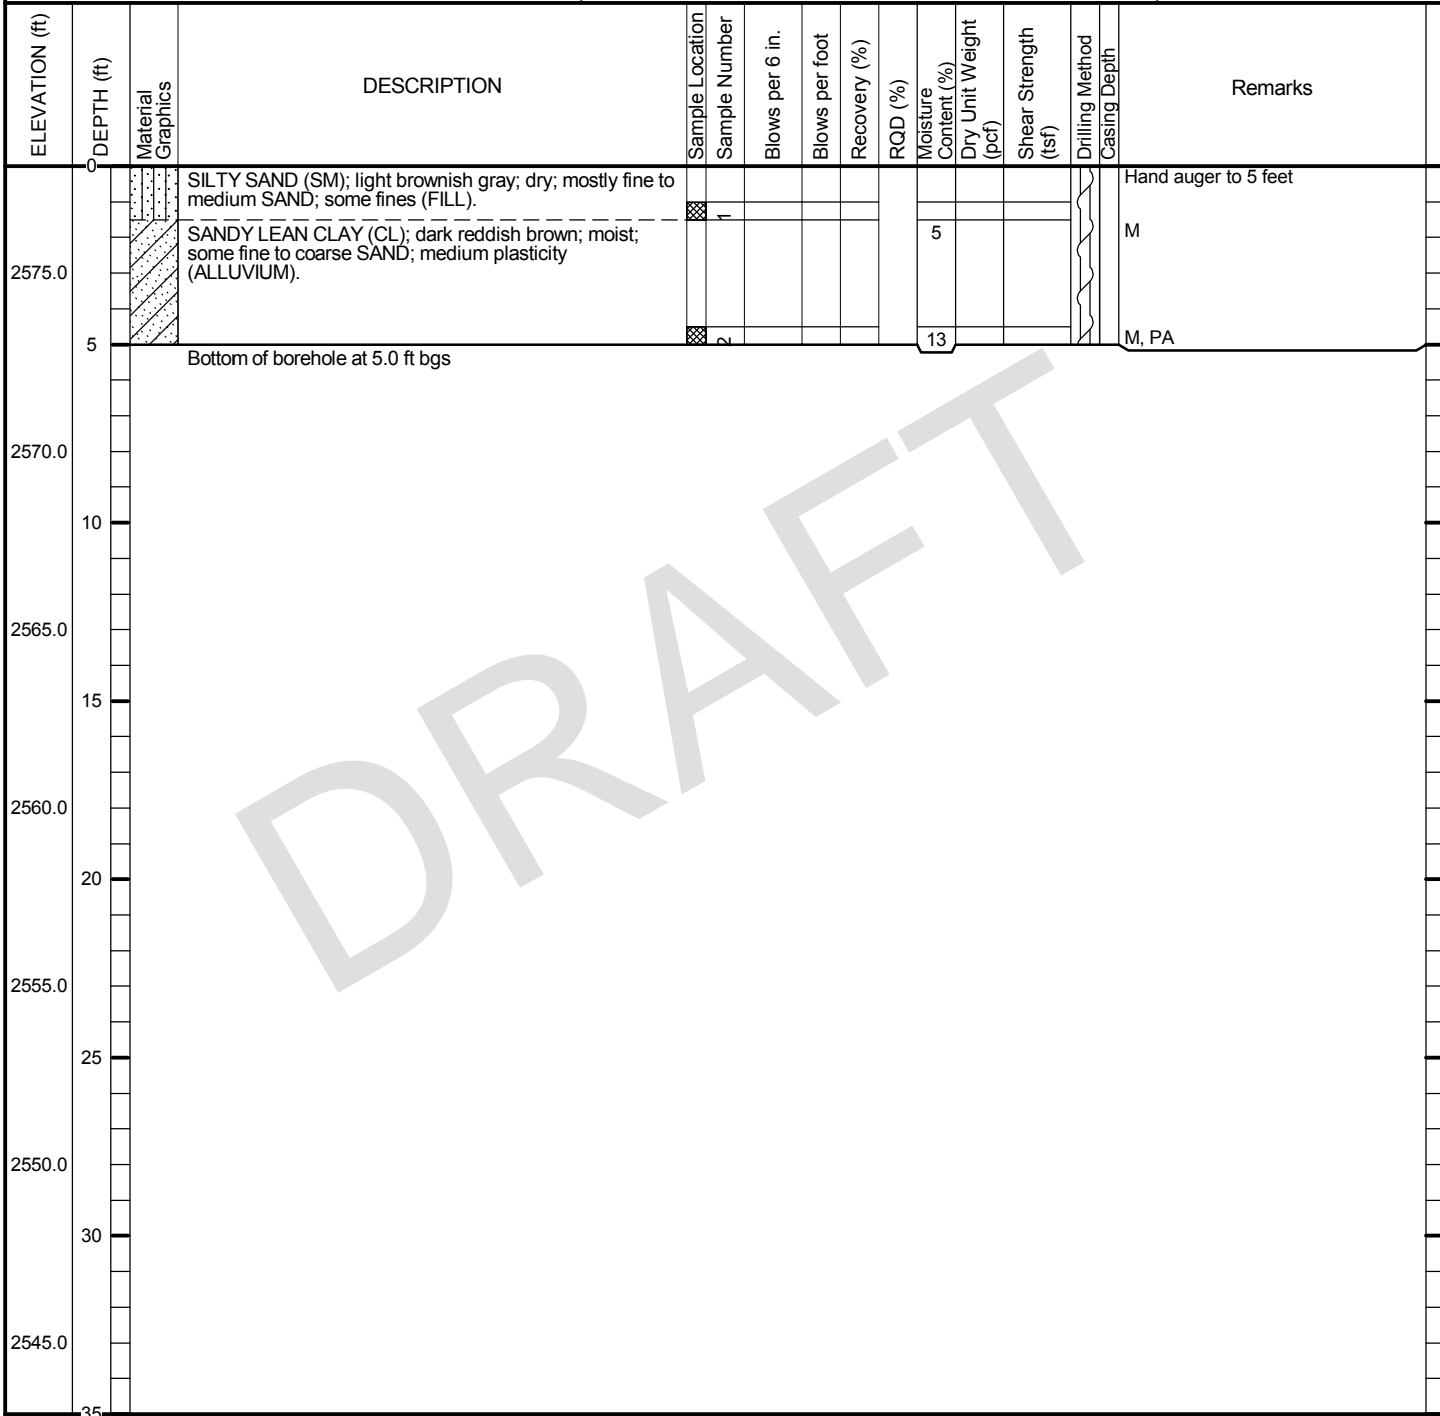 ELEVATION (ft)
DEPTH (ft)
Material
Graphics
DESCRIPTION
Sample Location
Sample Number
Blows per 6 in.
Blows per foot
Recovery (%)
RQD (%)
Moisture
Content (%)
Dry Unit Weight
(pcf)
Shear Strength
(tsf)
Drilling Method
Casing Depth
Remarks
0
SILTY SAND (SM); light brownish gray; dry; mostly fine to
medium SAND; some fines (FILL).
Hand auger to 5 feet
1
SANDY LEAN CLAY (CL); dark reddish brown; moist;
some fine to coarse SAND; medium plasticity
(ALLUVIUM).
5
M
2575.0
2
13
M, PA
5
Bottom of borehole at 5.0 ft bgs
2570.0
10
2565.0
15
2560.0
20
2555.0
25
2550.0
30
2545.0
35
DRAFT